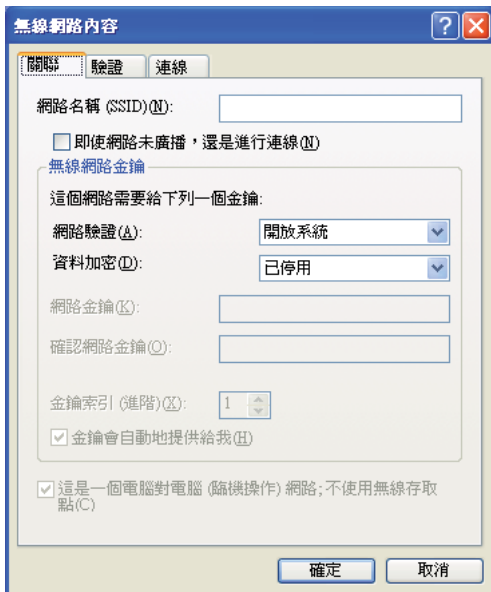 無線網路內容
關聯 驗證 連線
網路名稱 (SSID)(N):
即使網路未廣播，還是進行連線(N)
無線網路金鑰
這個網路需要給下列一個金鑰:
網路驗證(A): 開放系統
資料加密(D): 已停用
網路金鑰(K):
確認網路金鑰(O):
金鑰索引 (進階)(X): 1
金鑰會自動地提供給我(H)
這是一個電腦對電腦 (臨機操作) 網路;不使用無線存取
點(C)
確定 取消